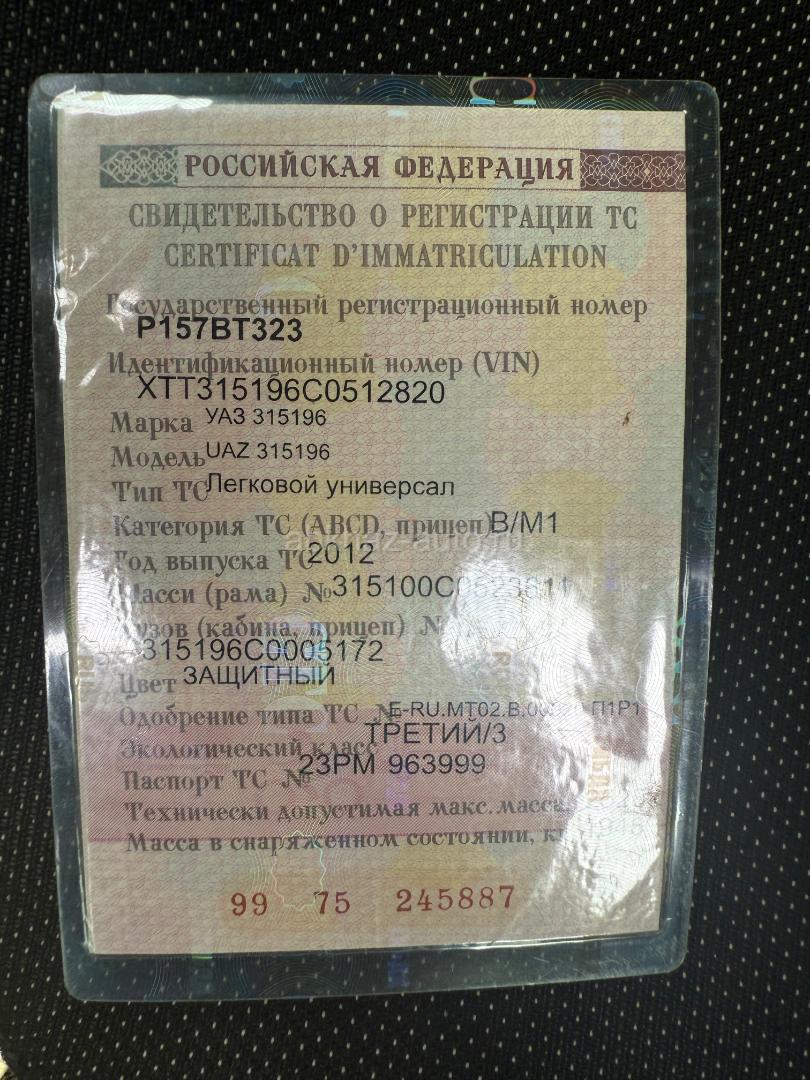 РОССИЙСКАЯ ФЕДЕРАЦИЯ
СВИДЕТЕЛЬСТВО О РЕГИСТРАЦИИ ТС
CERTIFICAT D'IMMATRICULATION
Государственный регистрационный номер
Р157ВТ323
Идентификационный номер (VIN)
XTT315196C0512820
Марка УАЗ 315196
Модель UAZ 315196
Тип ТС Легковой универсал
Категория ТС (ABCD, прицеп) B/M1
Год выпуска ТС 2012
Шасси (рама) №
Кузов (кабина, прицеп) №
315196C0005172
Цвет ЗАЩИТНЫЙ
Одобрение типа ТС № П1Р1
Экологический класс ТРЕТИЙ/3
Паспорт ТС № 23РМ 963999
Технически допустимая макс. масса
Масса в снаряженном состоянии,
99 75 245887